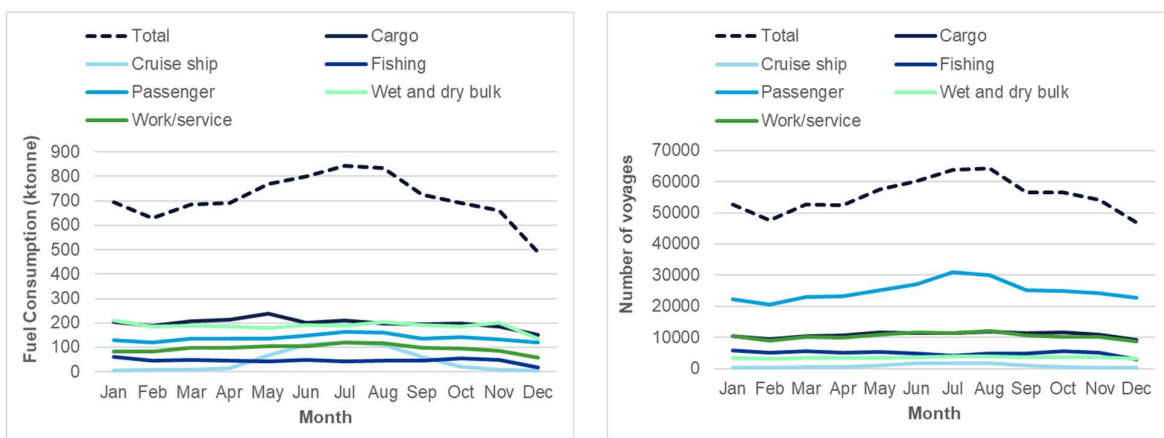 Total Cargo
Cruise ship Fishing
Passenger Wet and dry bulk
Work/service
Fuel Consumption (ktonne)
900
800
700
600
500
400
300
200
100
0
Jan Feb Mar Apr May Jun Jul Aug Sep Oct Nov Dec
Month
Total Cargo
Cruise ship Fishing
Passenger Wet and dry bulk
Work/service
Number of voyages
70000
60000
50000
40000
30000
20000
10000
0
Jan Feb Mar Apr May Jun Jul Aug Sep Oct Nov Dec
Month